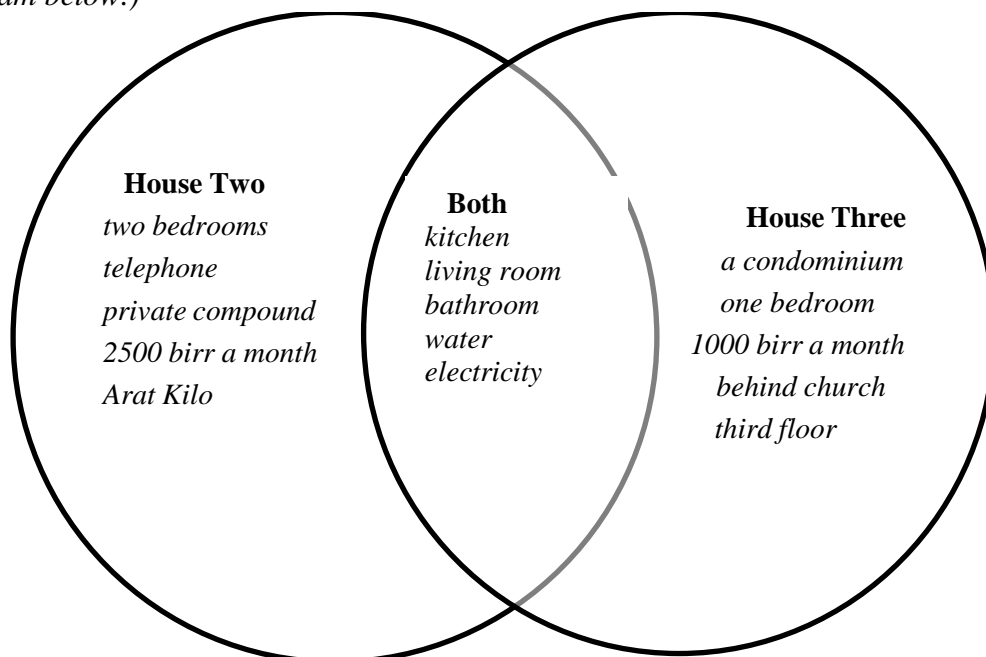 am below.)
House Two
two bedrooms
telephone
private compound
2500 birr a month
Arat Kilo
Both
kitchen
living room
bathroom
water
electricity
House Three
a condominium
one bedroom
1000 birr a month
behind church
third floor